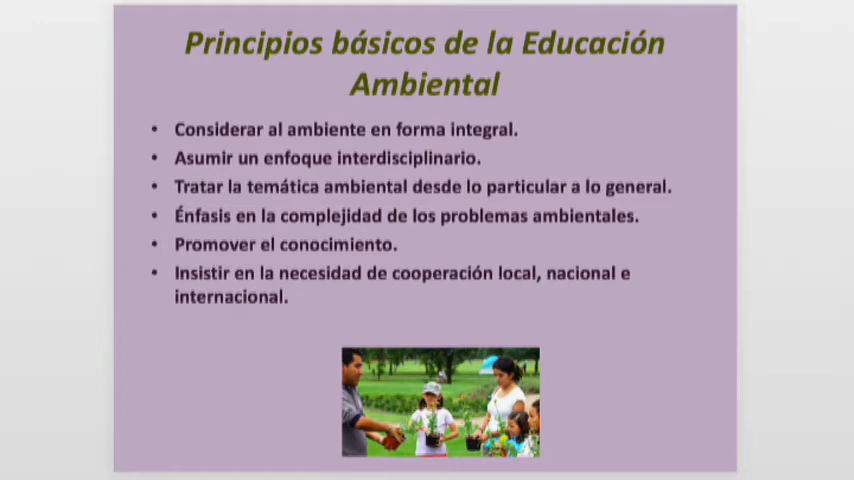 Principios básicos de la Educación
Ambiental
• Considerar al ambiente en forma integral.
• Asumir un enfoque interdisciplinario.
• Tratar la temática ambiental desde lo particular a lo general.
• Énfasis en la complejidad de los problemas ambientales.
• Promover el conocimiento.
• Insistir en la necesidad de cooperación local, nacional e
internacional.